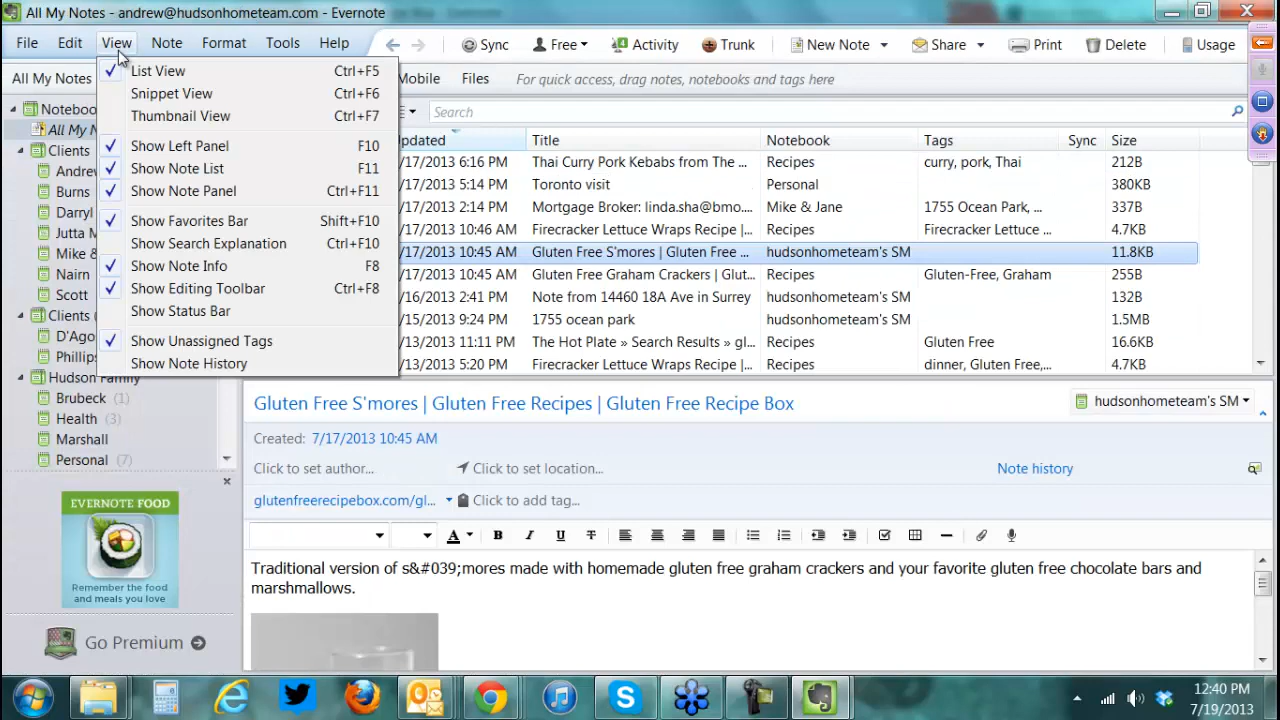 All My Notes - andrew@hudsonhometeam.com - Evernote
File Edit View Note Format Tools Help Sync Free Activity Trunk New Note Share Print Delete Usage
All My Notes Mobile Files For quick access, drag notes, notebooks and tags here
List View Ctrl+F5
Snippet View Ctrl+F6
Thumbnail View Ctrl+F7
Show Left Panel F10
Show Note List F11
Show Note Panel Ctrl+F11
Show Favorites Bar Shift+F10
Show Search Explanation Ctrl+F10
Show Note Info F8
Show Editing Toolbar Ctrl+F8
Show Status Bar
Show Unassigned Tags
Show Note History
Noteboo
All My N
Clients
Andrew
Burns
Darryl
Jutta M
Mike &
Nairn
Scott
Clients (
D'Ago
Phillips
Hudson Family
Brubeck (1)
Health (3)
Marshall
Personal (7)
EVERNOTE FOOD
Remember the food
and meals you love
Go Premium
Search
pdated Title Notebook Tags Sync Size
/17/2013 6:16 PM Thai Curry Pork Kebabs from The ... Recipes curry, pork, Thai 212B
/17/2013 5:14 PM Toronto visit Personal 380KB
/17/2013 2:14 PM Mortgage Broker: linda.sha@bmo... Mike & Jane 1755 Ocean Park, ... 337B
/17/2013 10:46 AM Firecracker Lettuce Wraps Recipe |... Recipes Firecracker Lettuce ... 4.7KB
/17/2013 10:45 AM Gluten Free S'mores | Gluten Free ... hudsonhometeam's SM 11.8KB
/17/2013 10:45 AM Gluten Free Graham Crackers | Glut... Recipes Gluten-Free, Graham 255B
/16/2013 2:41 PM Note from 14460 18A Ave in Surrey hudsonhometeam's SM 132B
/15/2013 9:24 PM 1755 ocean park hudsonhometeam's SM 1.5MB
/13/2013 11:11 PM The Hot Plate » Search Results » gl... Recipes Gluten Free 16.6KB
/13/2013 5:20 PM Firecracker Lettuce Wraps Recipe |... Recipes dinner, Gluten Free,... 4.7KB
Gluten Free S'mores | Gluten Free Recipes | Gluten Free Recipe Box hudsonhometeam's SM
Created: 7/17/2013 10:45 AM
Click to set author... Click to set location... Note history
glutenfreerecipebox.com/gl... Click to add tag...
A B I U T
Traditional version of s&#039;mores made with homemade gluten free graham crackers and your favorite gluten free chocolate bars and
marshmallows.
12:40 PM
7/19/2013